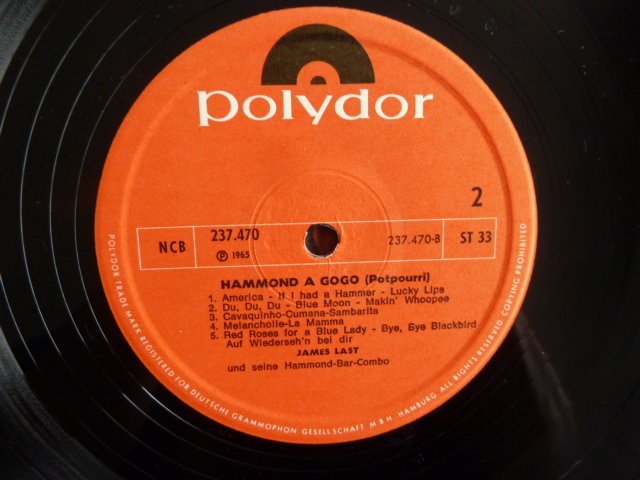 polydor
2
NCB 237.470 237.470-B ST 33
Ⓟ 1965
HAMMOND A GOGO (Potpourri)
1. America - If I had a Hammer - Lucky Lips
2. Du, Du, Du - Blue Moon - Makin' Whoopee
3. Cavaquinho-Cumana-Sambarita
4. Melancholie-La Mamma
5. Red Roses for a Blue Lady - Bye, Bye Blackbird
Auf Wiederseh'n bei dir
JAMES LAST
und seine Hammond-Bar-Combo
POLYDOR TRADE MARK REGISTERED FOR DEUTSCHE GRAMMOPHON GESELLSCHAFT M B H, HAMBURG ALL RIGHTS RESERVED COPYING PROHIBITED